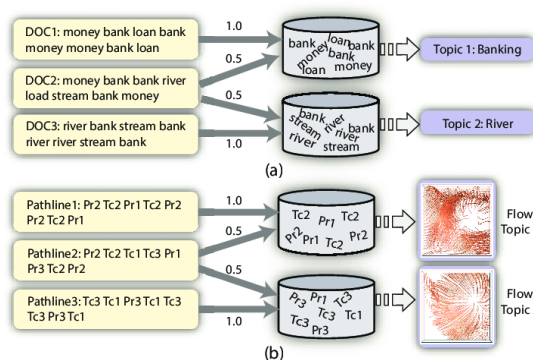 DOC1: money bank loan bank
money money bank loan
1.0
DOC2: money bank bank river
load stream bank money
0.5
0.5
DOC3: river bank stream bank
river river stream bank
1.0
bank loan bank
money bank
loan money
Topic 1: Banking
bank river bank
stream river
river stream
Topic 2: River
(a)
Pathline1: Pr2 Tc2 Pr1 Tc2 Pr2
Pr2 Tc2 Pr1
1.0
Pathline2: Pr2 Tc2 Tc1 Tc3 Pr1
Pr3 Tc2 Pr2
0.5
0.5
Pathline3: Tc3 Tc1 Pr3 Tc1 Tc3
Tc3 Pr3 Tc1
1.0
Tc2 Pr1 Tc2
Pr2 Pr1 Tc2 Pr2
Flow
Topic
Pr3 Pr1 Tc3
Tc3 Tc1
Tc3 Pr3
Flow
Topic
(b)